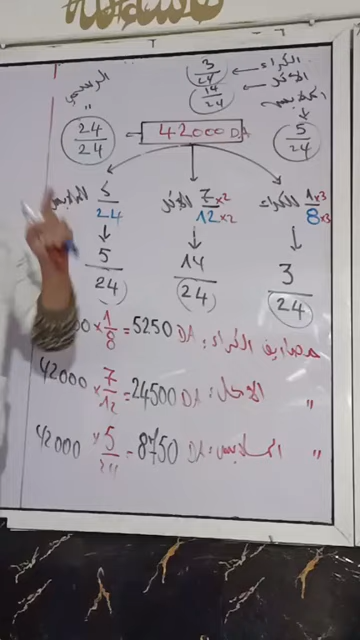 الكراء ← 3/24
الأكل ← 14/24
الملابس
24/24 = 42000 DA
5/24
الملابس 5/24
الأكل 7×2/12×2
الكراء 1×3/8×3
5/24
14/24
3/24
مصاريف الكراء: 00 × 1/8 = 5250 DA
" الأكل: 42000 × 7/12 = 24500 DA
" الملابس: 42000 × 5/24 = 8750 DA